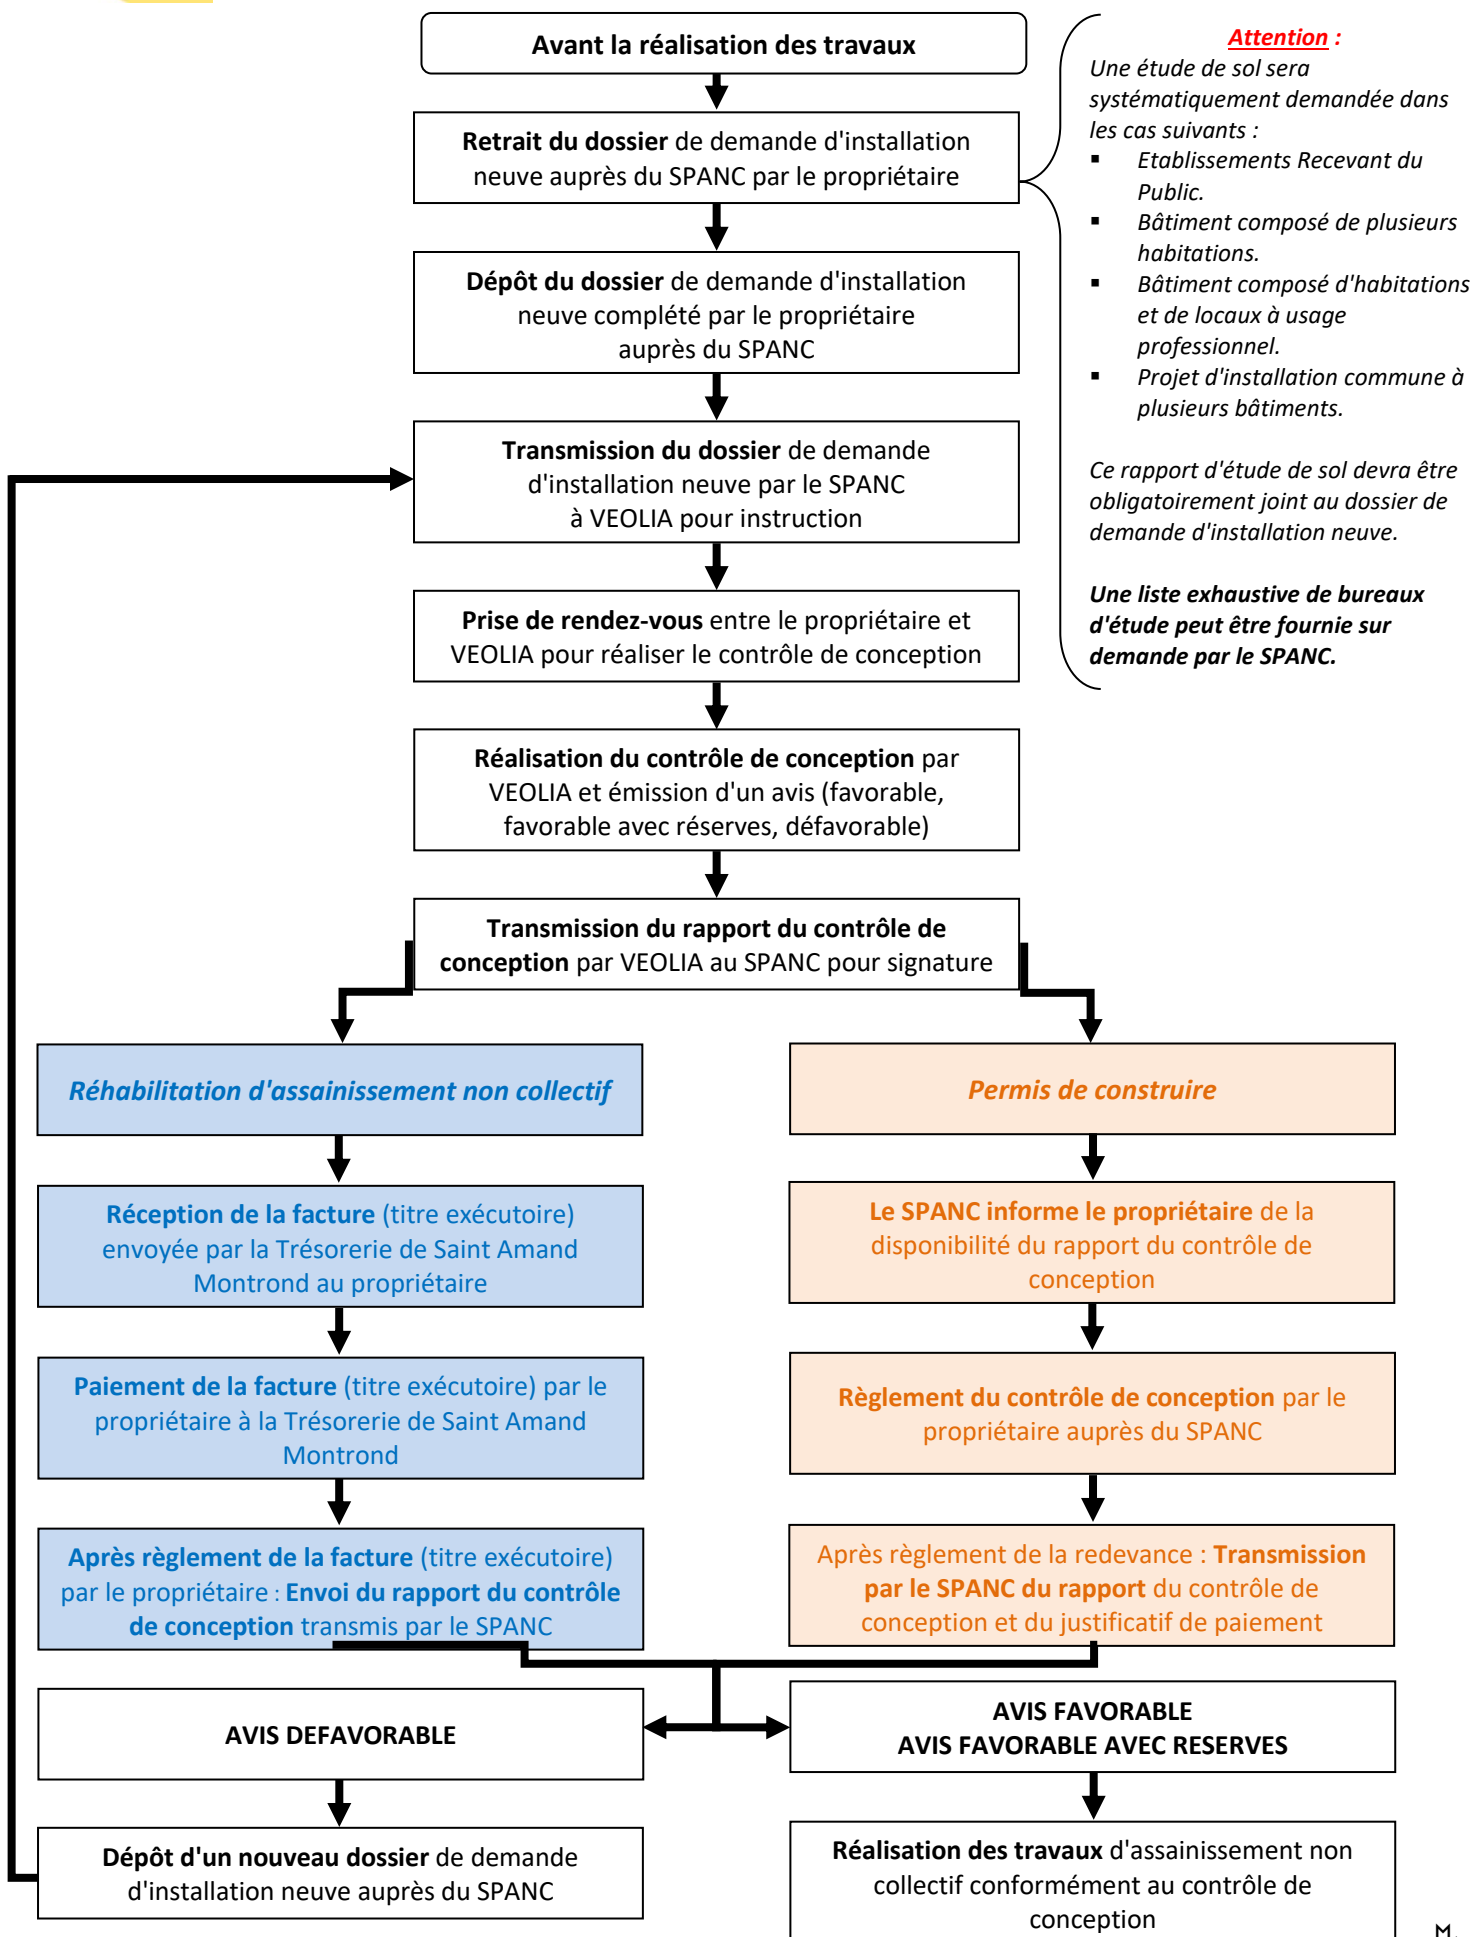 Avant la réalisation des travaux
Retrait du dossier de demande d'installation
neuve auprès du SPANC par le propriétaire
Attention :
Une étude de sol sera
systématiquement demandée dans
les cas suivants :
▪ Etablissements Recevant du
Public.
▪ Bâtiment composé de plusieurs
habitations.
▪ Bâtiment composé d'habitations
et de locaux à usage
professionnel.
▪ Projet d'installation commune à
plusieurs bâtiments.
Ce rapport d'étude de sol devra être
obligatoirement joint au dossier de
demande d'installation neuve.
Une liste exhaustive de bureaux
d'étude peut être fournie sur
demande par le SPANC.
Dépôt du dossier de demande d'installation
neuve complété par le propriétaire
auprès du SPANC
Transmission du dossier de demande
d'installation neuve par le SPANC
à VEOLIA pour instruction
Prise de rendez-vous entre le propriétaire et
VEOLIA pour réaliser le contrôle de conception
Réalisation du contrôle de conception par
VEOLIA et émission d'un avis (favorable,
favorable avec réserves, défavorable)
Transmission du rapport du contrôle de
conception par VEOLIA au SPANC pour signature
Réhabilitation d'assainissement non collectif
Réception de la facture (titre exécutoire)
envoyée par la Trésorerie de Saint Amand
Montrond au propriétaire
Paiement de la facture (titre exécutoire) par le
propriétaire à la Trésorerie de Saint Amand
Montrond
Après règlement de la facture (titre exécutoire)
par le propriétaire : Envoi du rapport du contrôle
de conception transmis par le SPANC
Permis de construire
Le SPANC informe le propriétaire de la
disponibilité du rapport du contrôle de
conception
Règlement du contrôle de conception par le
propriétaire auprès du SPANC
Après règlement de la redevance : Transmission
par le SPANC du rapport du contrôle de
conception et du justificatif de paiement
AVIS DEFAVORABLE
Dépôt d'un nouveau dossier de demande
d'installation neuve auprès du SPANC
AVIS FAVORABLE
AVIS FAVORABLE AVEC RESERVES
Réalisation des travaux d'assainissement non
collectif conformément au contrôle de
conception